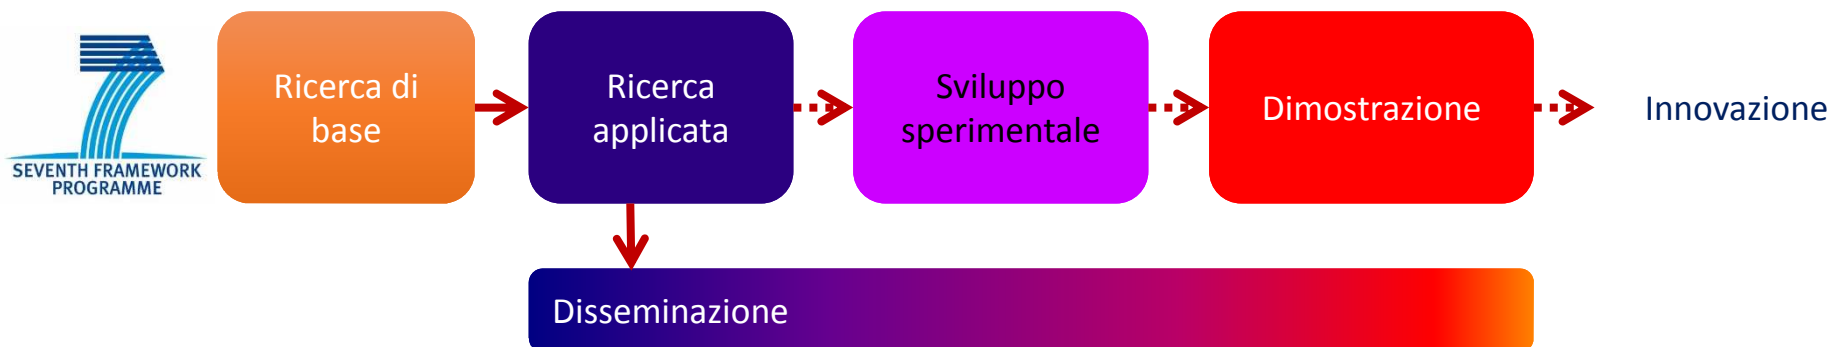 SEVENTH FRAMEWORK
PROGRAMME
Ricerca di
base
Ricerca
applicata
Sviluppo
sperimentale
Dimostrazione
Innovazione
Disseminazione